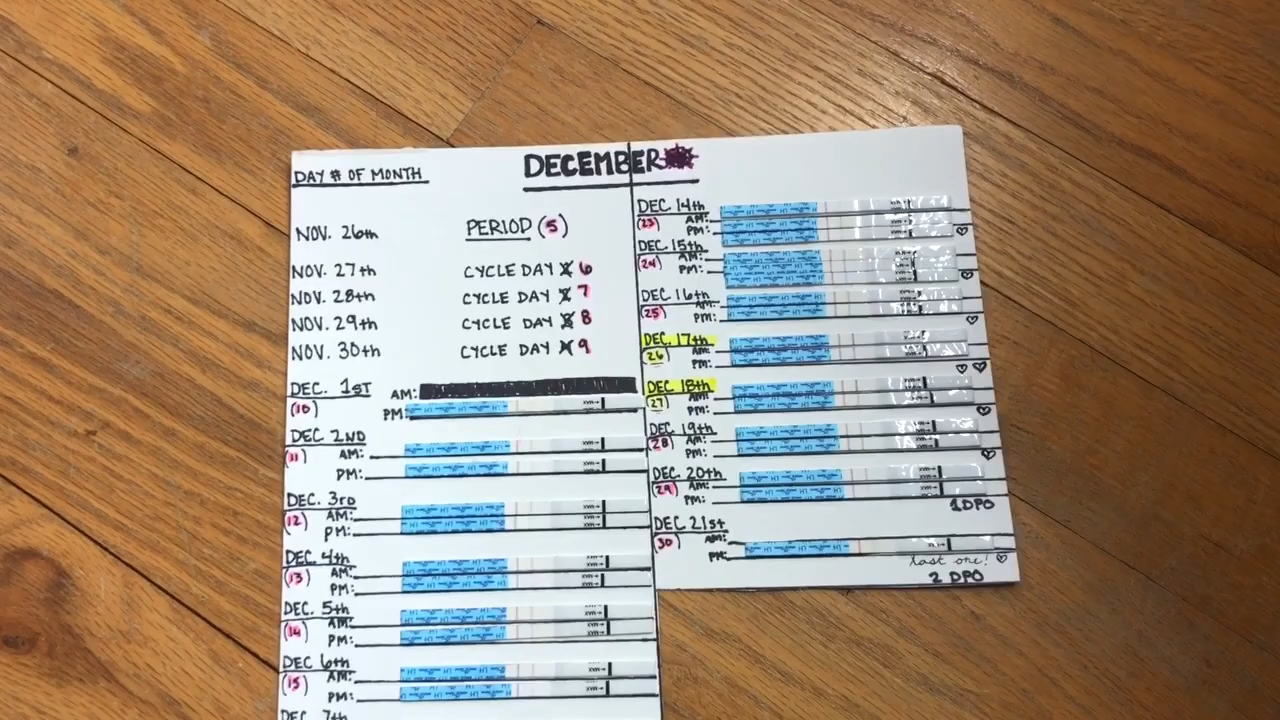 DECEMBER
DAY # OF MONTH
NOV. 26th PERIOD (5)
NOV. 27th CYCLE DAY 6
NOV. 28th CYCLE DAY 7
NOV. 29th CYCLE DAY 8
NOV. 30th CYCLE DAY 9
DEC. 1ST AM:
(10) PM:
DEC. 2ND
(11) AM:
PM:
DEC. 3rd
(12) AM:
PM:
DEC. 4th
(13) AM:
PM:
DEC. 5th
(14) AM:
PM:
DEC. 6th
(15) AM:
PM:
DEC. 7th
DEC. 14th
(23) AM:
PM:
DEC. 15th
(24) AM:
PM:
DEC. 16th
(25) AM:
PM:
DEC. 17th
(26) AM:
PM:
DEC. 18th
(27) AM:
PM:
DEC. 19th
(28) AM:
PM:
DEC. 20th
(29) AM:
PM:
1 DPO
DEC. 21st
(30) AM:
PM:
last one!
2 DPO